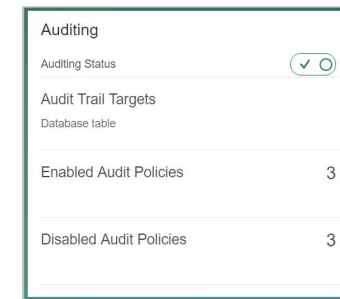 Auditing
Auditing Status
Audit Trail Targets
Database table
Enabled Audit Policies 3
Disabled Audit Policies 3